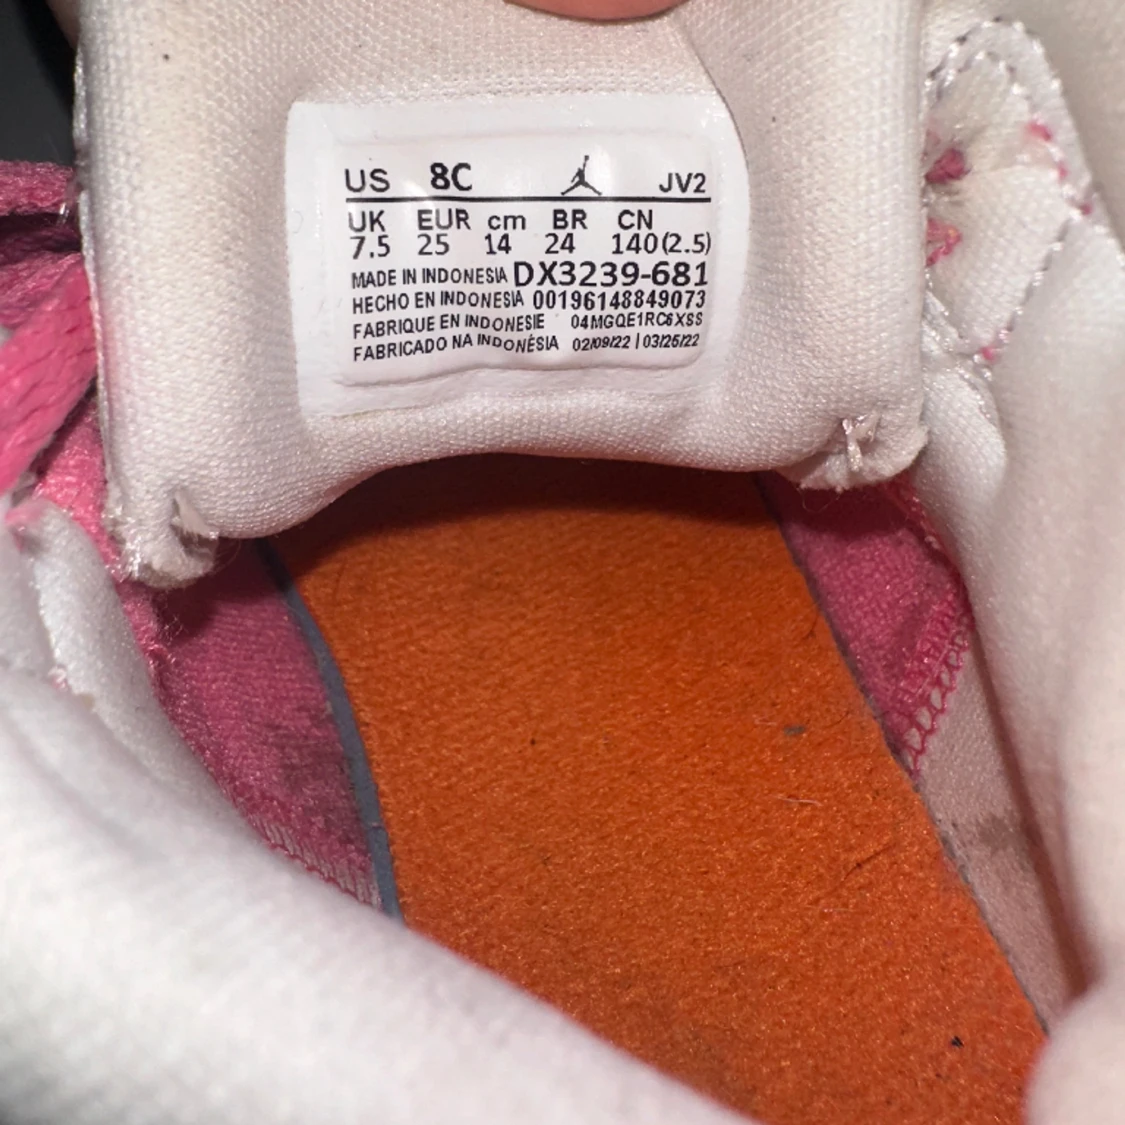 US 8C JV2
UK EUR cm BR CN
7.5 25 14 24 140(2.5)
MADE IN INDONESIA DX3239-681
HECHO EN INDONESIA 00196148849073
FABRIQUE EN INDONESIE 04MGQE1RC6XSS
FABRICADO NA INDONÉSIA 02/09/22 | 03/25/22